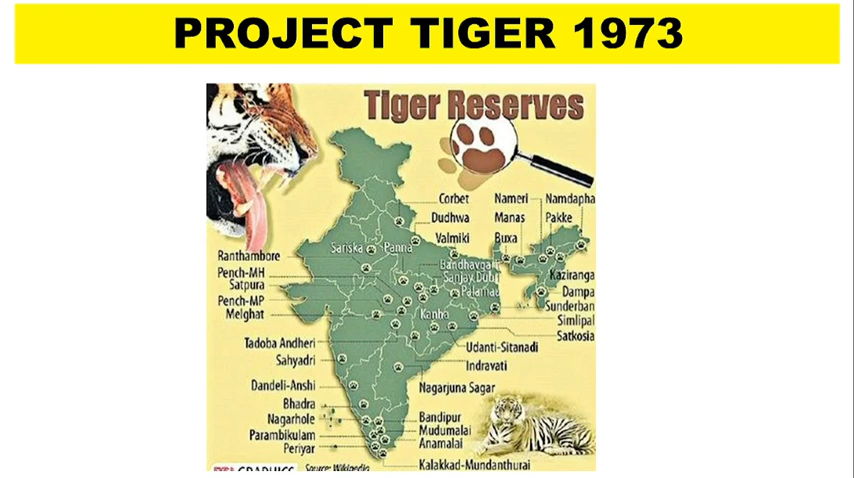 PROJECT TIGER 1973
Tiger Reserves
Corbet
Nameri
Namdapha
Dudhwa
Manas
Pakke
Valmiki
Buxa
Sariska
Panna
Ranthambore
Bandhavgarh
Pench-MH
Sanjay Dubri
Kaziranga
Satpura
Palamau
Dampa
Pench-MP
Sunderban
Melghat
Kanha
Simlipal
Satkosia
Tadoba Andheri
Udanti-Sitanadi
Sahyadri
Indravati
Dandeli-Anshi
Nagarjuna Sagar
Bhadra
Nagarhole
Bandipur
Parambikulam
Mudumalai
Periyar
Anamalai
Kalakkad-Mundanthurai
GRAPHICS
Source: Wikipedia